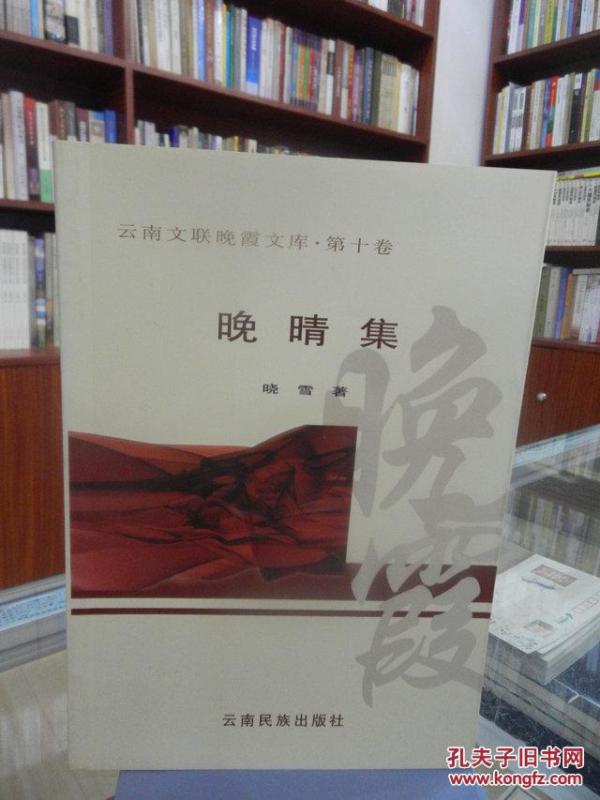 云南文联晚霞文库·第十卷
晚晴集
晓雪著
晚霞
云南民族出版社
孔夫子旧书网
www.kongfz.com